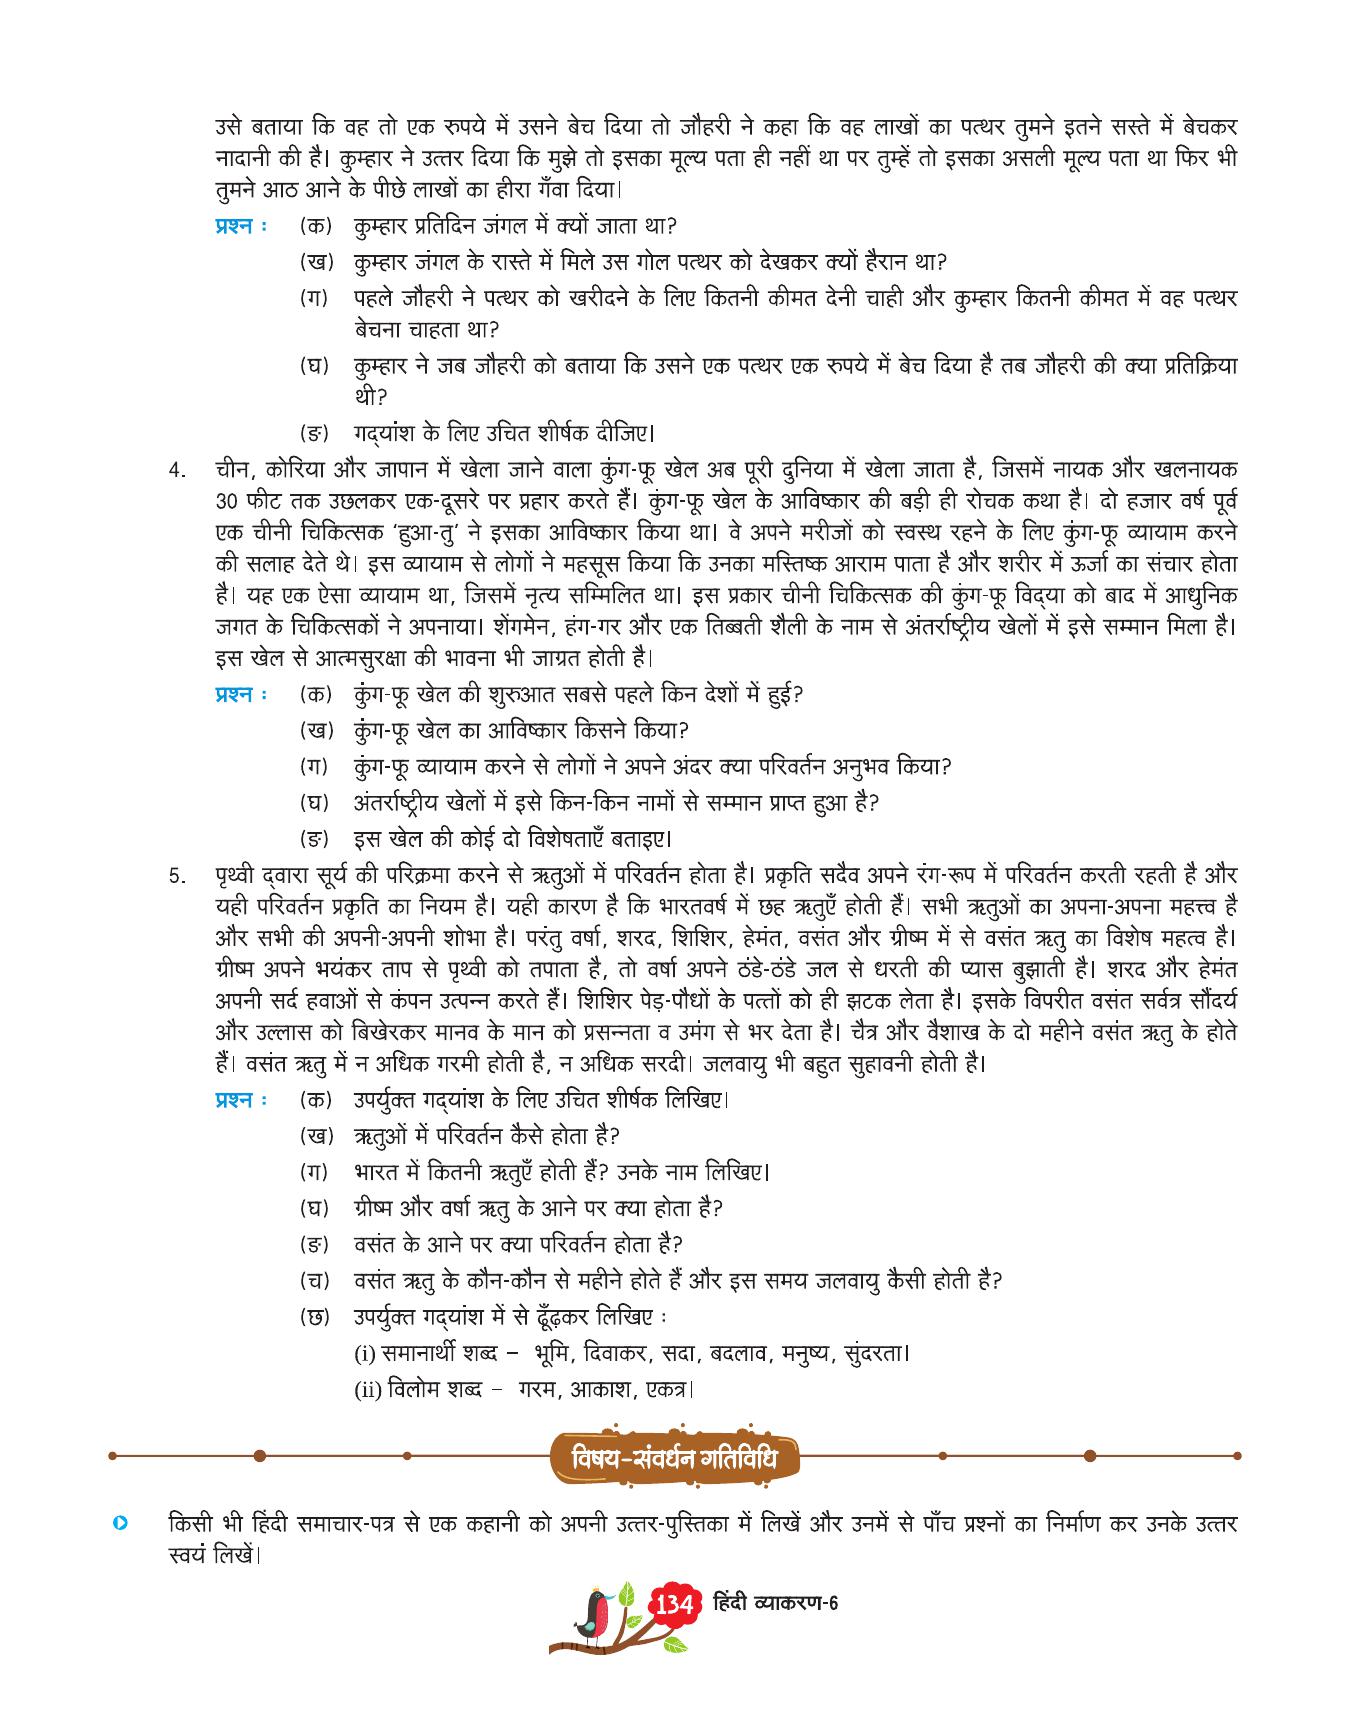 उसे बताया कि वह तो एक रुपये में उसने बेच दिया तो जौहरी ने कहा कि वह लाखों का पत्थर तुमने इतने सस्ते में बेचकर
नादानी की है। कुम्हार ने उत्तर दिया कि मुझे तो इसका मूल्य पता ही नहीं था पर तुम्हें तो इसका असली मूल्य पता था फिर भी
तुमने आठ आने के पीछे लाखों का हीरा गँवा दिया।
प्रश्न : (क) कुम्हार प्रतिदिन जंगल में क्यों जाता था?
(ख) कुम्हार जंगल के रास्ते में मिले उस गोल पत्थर को देखकर क्यों हैरान था?
(ग) पहले जौहरी ने पत्थर को खरीदने के लिए कितनी कीमत देनी चाही और कुम्हार कितनी कीमत में वह पत्थर
बेचना चाहता था?
(घ) कुम्हार ने जब जौहरी को बताया कि उसने एक पत्थर एक रुपये में बेच दिया है तब जौहरी की क्या प्रतिक्रिया
थी?
(ङ) गद्‌यांश के लिए उचित शीर्षक दीजिए।
4. चीन, कोरिया और जापान में खेला जाने वाला कुंग-फू खेल अब पूरी दुनिया में खेला जाता है, जिसमें नायक और खलनायक
30 फीट तक उछलकर एक-दूसरे पर प्रहार करते हैं। कुंग-फू खेल के आविष्कार की बड़ी ही रोचक कथा है। दो हजार वर्ष पूर्व
एक चीनी चिकित्सक ‘हुआ-तु’ ने इसका आविष्कार किया था। वे अपने मरीजों को स्वस्थ रहने के लिए कुंग-फू व्यायाम करने
की सलाह देते थे। इस व्यायाम से लोगों ने महसूस किया कि उनका मस्तिष्क आराम पाता है और शरीर में ऊर्जा का संचार होता
है। यह एक ऐसा व्यायाम था, जिसमें नृत्य सम्मिलित था। इस प्रकार चीनी चिकित्सक की कुंग-फू विद्‌या को बाद में आधुनिक
जगत के चिकित्सकों ने अपनाया। शेंगमेन, हंग-गर और एक तिब्बती शैली के नाम से अंतर्राष्ट्रीय खेलों में इसे सम्मान मिला है।
इस खेल से आत्मसुरक्षा की भावना भी जाग्रत होती है।
प्रश्न : (क) कुंग-फू खेल की शुरुआत सबसे पहले किन देशों में हुई?
(ख) कुंग-फू खेल का आविष्कार किसने किया?
(ग) कुंग-फू व्यायाम करने से लोगों ने अपने अंदर क्या परिवर्तन अनुभव किया?
(घ) अंतर्राष्ट्रीय खेलों में इसे किन-किन नामों से सम्मान प्राप्त हुआ है?
(ङ) इस खेल की कोई दो विशेषताएँ बताइए।
5. पृथ्वी द्‌वारा सूर्य की परिक्रमा करने से ऋतुओं में परिवर्तन होता है। प्रकृति सदैव अपने रंग-रूप में परिवर्तन करती रहती है और
यही परिवर्तन प्रकृति का नियम है। यही कारण है कि भारतवर्ष में छह ऋतुएँ होती हैं। सभी ऋतुओं का अपना-अपना महत्त्व है
और सभी की अपनी-अपनी शोभा है। परंतु वर्षा, शरद, शिशिर, हेमंत, वसंत और ग्रीष्म में से वसंत ऋतु का विशेष महत्व है।
ग्रीष्म अपने भयंकर ताप से पृथ्वी को तपाता है, तो वर्षा अपने ठंडे-ठंडे जल से धरती की प्यास बुझाती है। शरद और हेमंत
अपनी सर्द हवाओं से कंपन उत्पन्न करते हैं। शिशिर पेड़-पौधों के पत्तों को ही झटक लेता है। इसके विपरीत वसंत सर्वत्र सौंदर्य
और उल्लास को बिखेरकर मानव के मान को प्रसन्नता व उमंग से भर देता है। चैत्र और वैशाख के दो महीने वसंत ऋतु के होते
हैं। वसंत ऋतु में न अधिक गरमी होती है, न अधिक सरदी। जलवायु भी बहुत सुहावनी होती है।
प्रश्न : (क) उपर्युक्त गद्‌यांश के लिए उचित शीर्षक लिखिए।
(ख) ऋतुओं में परिवर्तन कैसे होता है?
(ग) भारत में कितनी ऋतुएँ होती हैं? उनके नाम लिखिए।
(घ) ग्रीष्म और वर्षा ऋतु के आने पर क्या होता है?
(ङ) वसंत के आने पर क्या परिवर्तन होता है?
(च) वसंत ऋतु के कौन-कौन से महीने होते हैं और इस समय जलवायु कैसी होती है?
(छ) उपर्युक्त गद्‌यांश में से ढूँढ़कर लिखिए :
(i) समानार्थी शब्द – भूमि, दिवाकर, सदा, बदलाव, मनुष्य, सुंदरता।
(ii) विलोम शब्द – गरम, आकाश, एकत्र।
विषय-संवर्धन गतिविधि
किसी भी हिंदी समाचार-पत्र से एक कहानी को अपनी उत्तर-पुस्तिका में लिखें और उनमें से पाँच प्रश्नों का निर्माण कर उनके उत्तर
स्वयं लिखें।
134 हिंदी व्याकरण-6